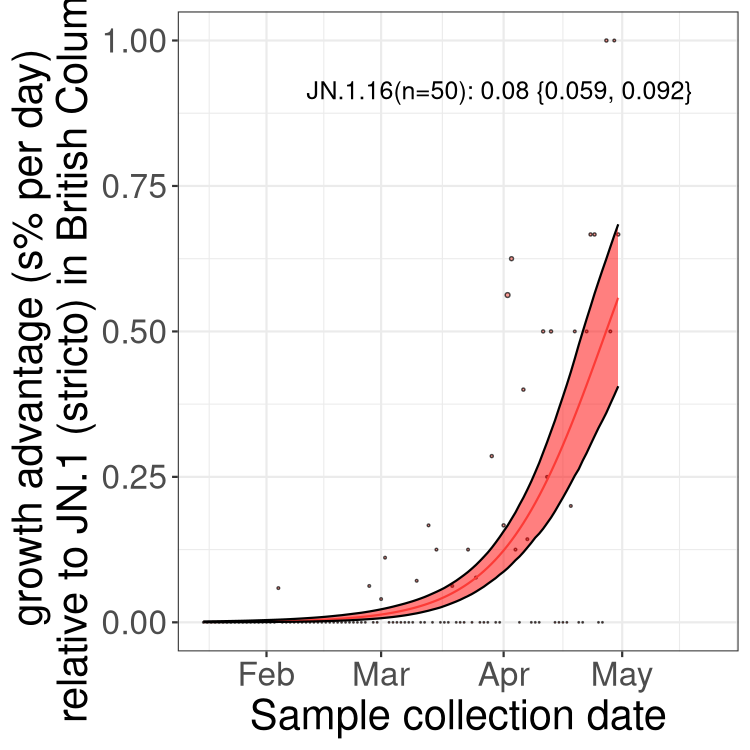 growth advantage (s% per day)
relative to JN.1 (stricto) in British Colum
1.00
0.75
0.50
0.25
0.00
JN.1.16(n=50): 0.08 {0.059, 0.092}
Feb Mar Apr May
Sample collection date